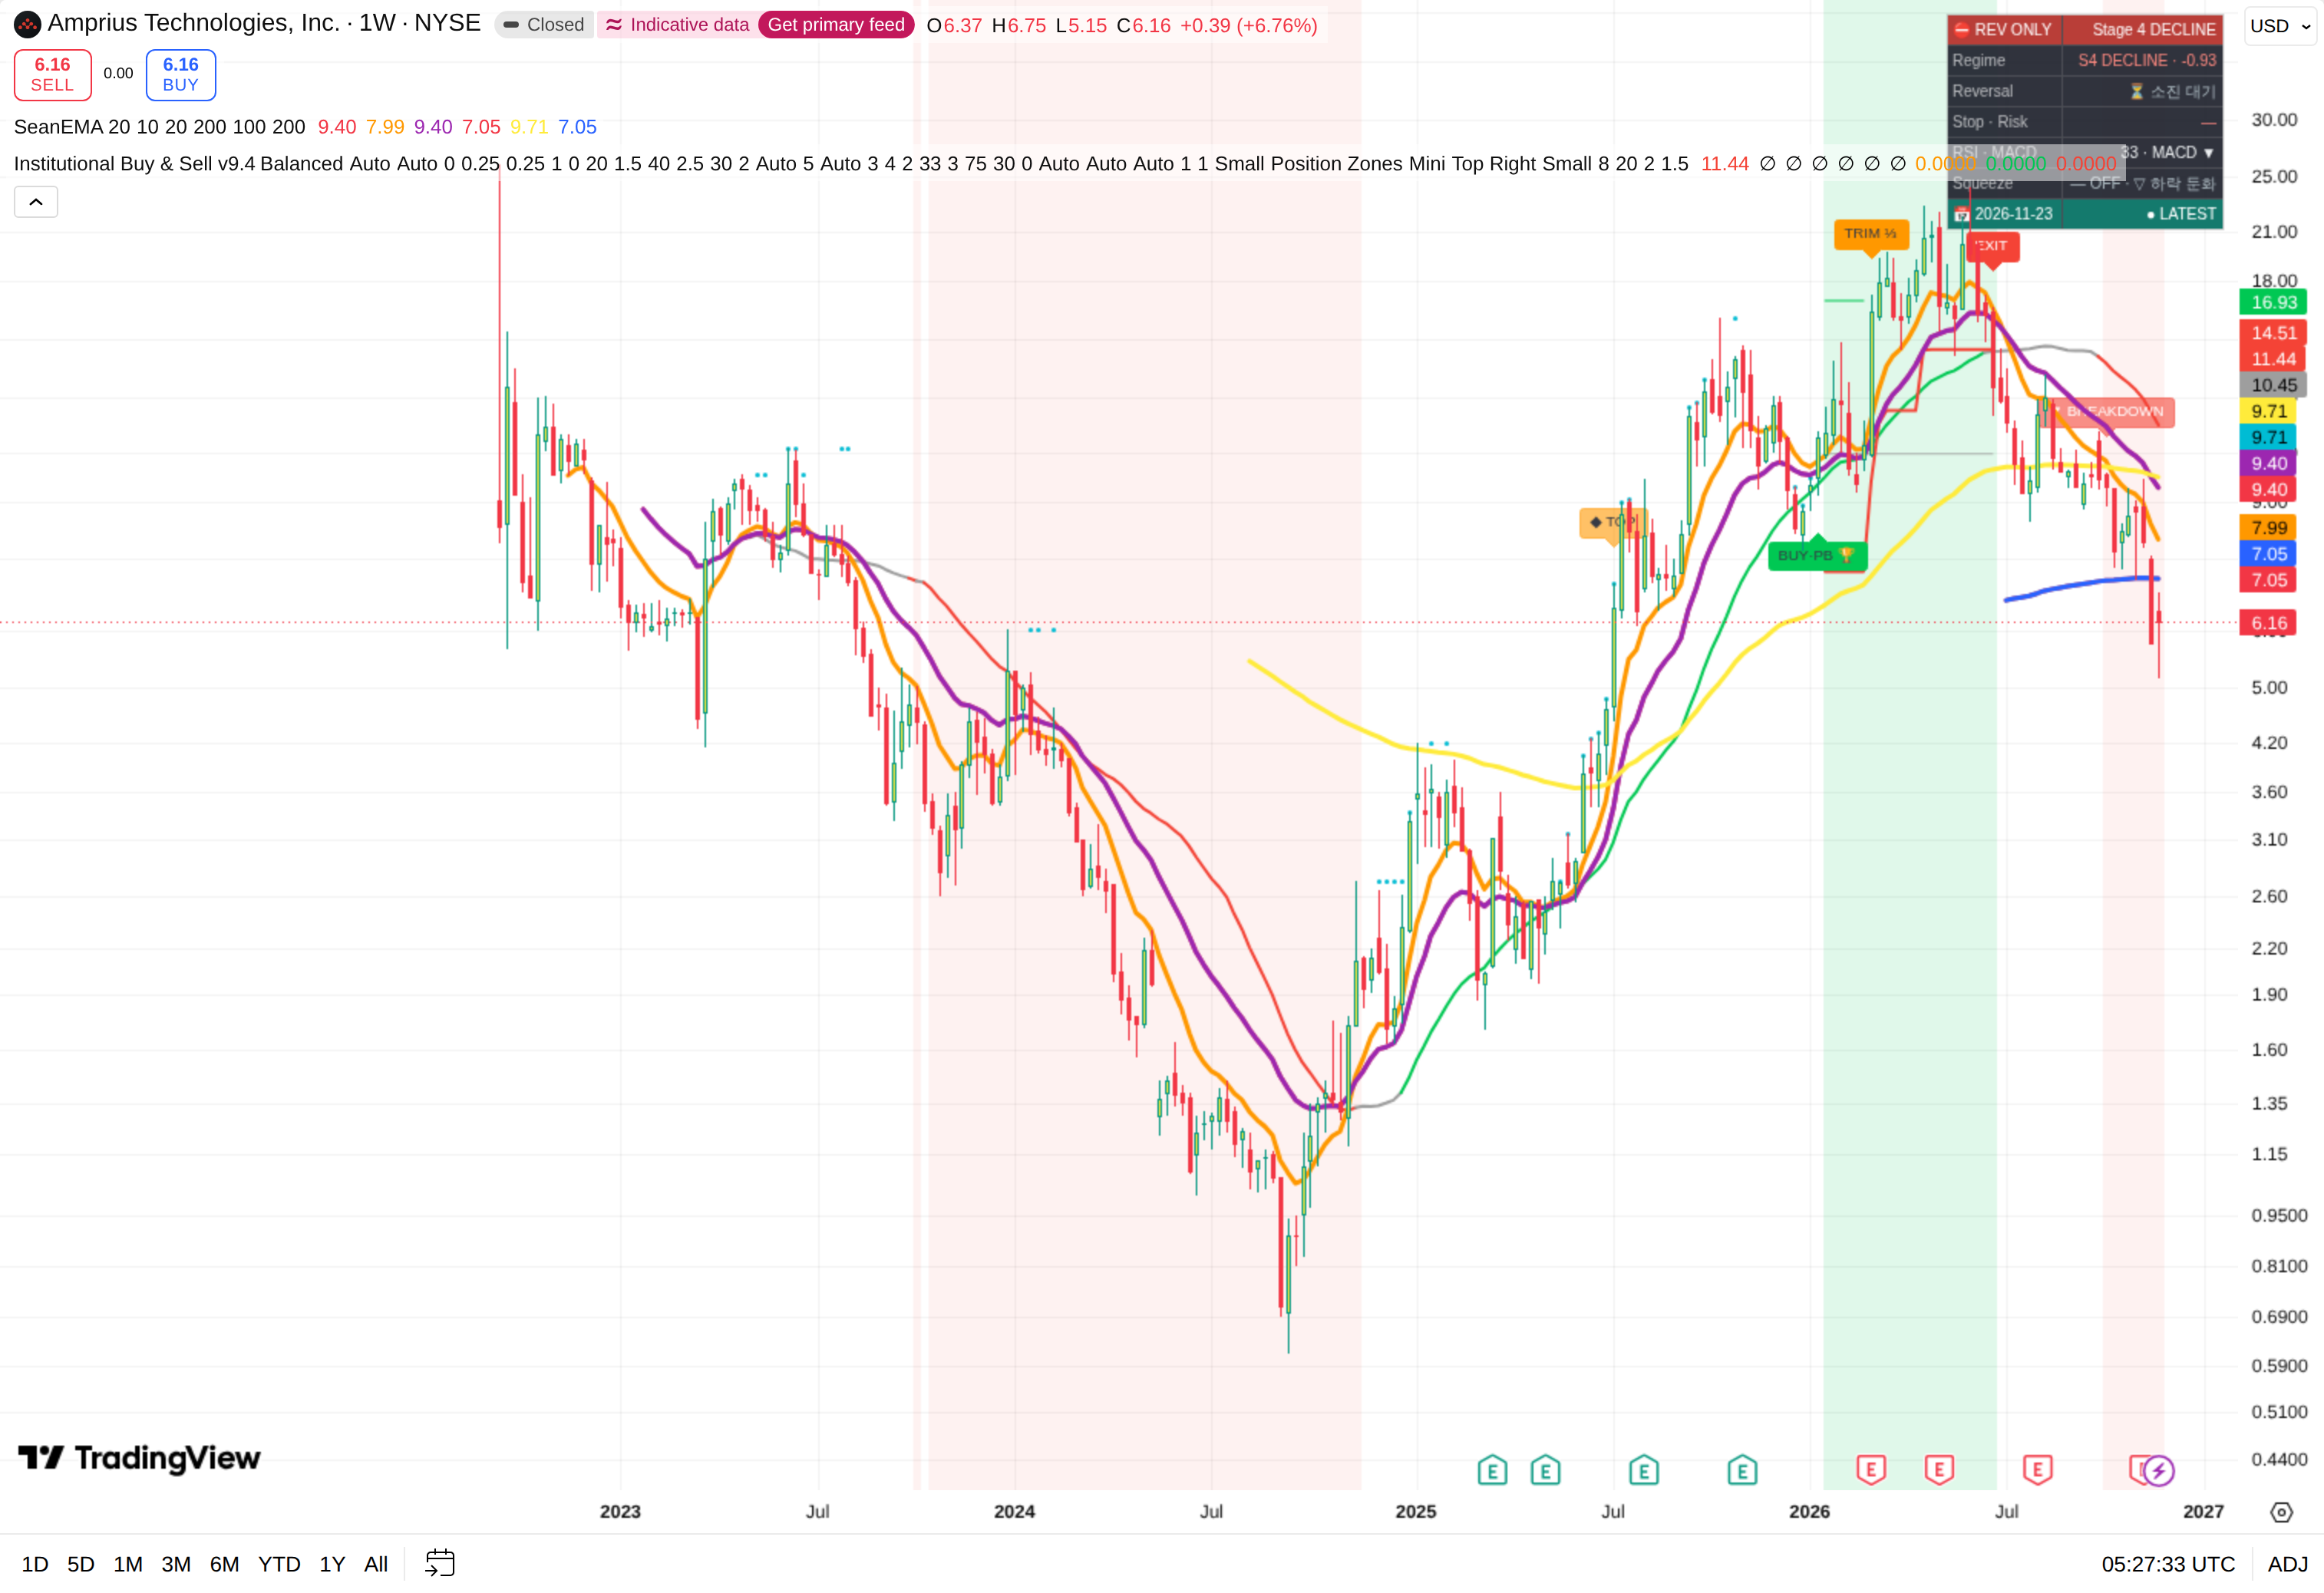 Amprius Technologies, Inc. · 1W · NYSE Closed Indicative data Get primary feed O6.37 H6.75 L5.15 C6.16 +0.39 (+6.76%)
6.16 SELL 0.00 6.16 BUY
SeanEMA 20 10 20 200 100 200 9.40 7.99 9.40 7.05 9.71 7.05
Institutional Buy & Sell v9.4 Balanced Auto Auto 0 0.25 0.25 1 0 20 1.5 40 2.5 30 2 Auto 5 Auto 3 4 2 33 3 75 30 0 Auto Auto Auto 1 1 Small Position Zones Mini Top Right Small 8 20 2 1.5 11.44 ∅ ∅ ∅ ∅ ∅ ∅ 0.0000 0.0000 0.0000
REV ONLY Stage 4 DECLINE
Regime S4 DECLINE · -0.93
Reversal ⏳ 소진 대기
Stop · Risk —
RSI · MACD 33 · MACD ▼
Squeeze — OFF · ▽ 하락 둔화
📅 2026-11-23 ● LATEST
USD
30.00
25.00
21.00
18.00
16.93
14.51
11.44
10.45
9.71
9.71
9.40
9.40
9.00
7.99
7.05
7.05
6.16
5.00
4.20
3.60
3.10
2.60
2.20
1.90
1.60
1.35
1.15
0.9500
0.8100
0.6900
0.5900
0.5100
0.4400
TRIM ⅓
EXIT
BREAKDOWN
◆ TOP
BUY-PB 🏆
TradingView
E E E E E E E
2023 Jul 2024 Jul 2025 Jul 2026 Jul 2027
1D 5D 1M 3M 6M YTD 1Y All 05:27:33 UTC ADJ